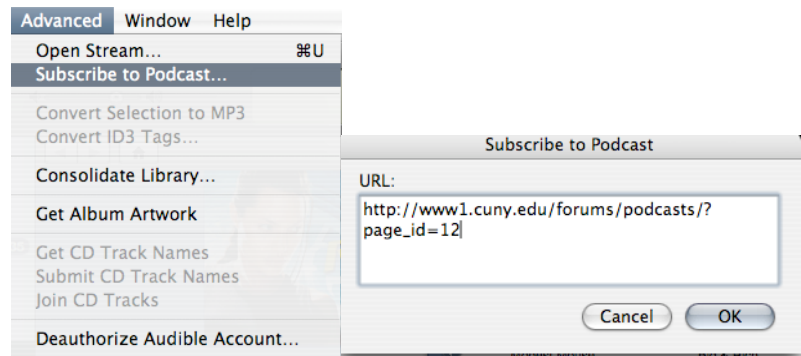 Advanced Window Help
Open Stream... ⌘U
Subscribe to Podcast...
Convert Selection to MP3
Convert ID3 Tags...
Consolidate Library...
Get Album Artwork
Get CD Track Names
Submit CD Track Names
Join CD Tracks
Deauthorize Audible Account...
Subscribe to Podcast
URL:
http://www1.cuny.edu/forums/podcasts/?
page_id=12
Cancel OK